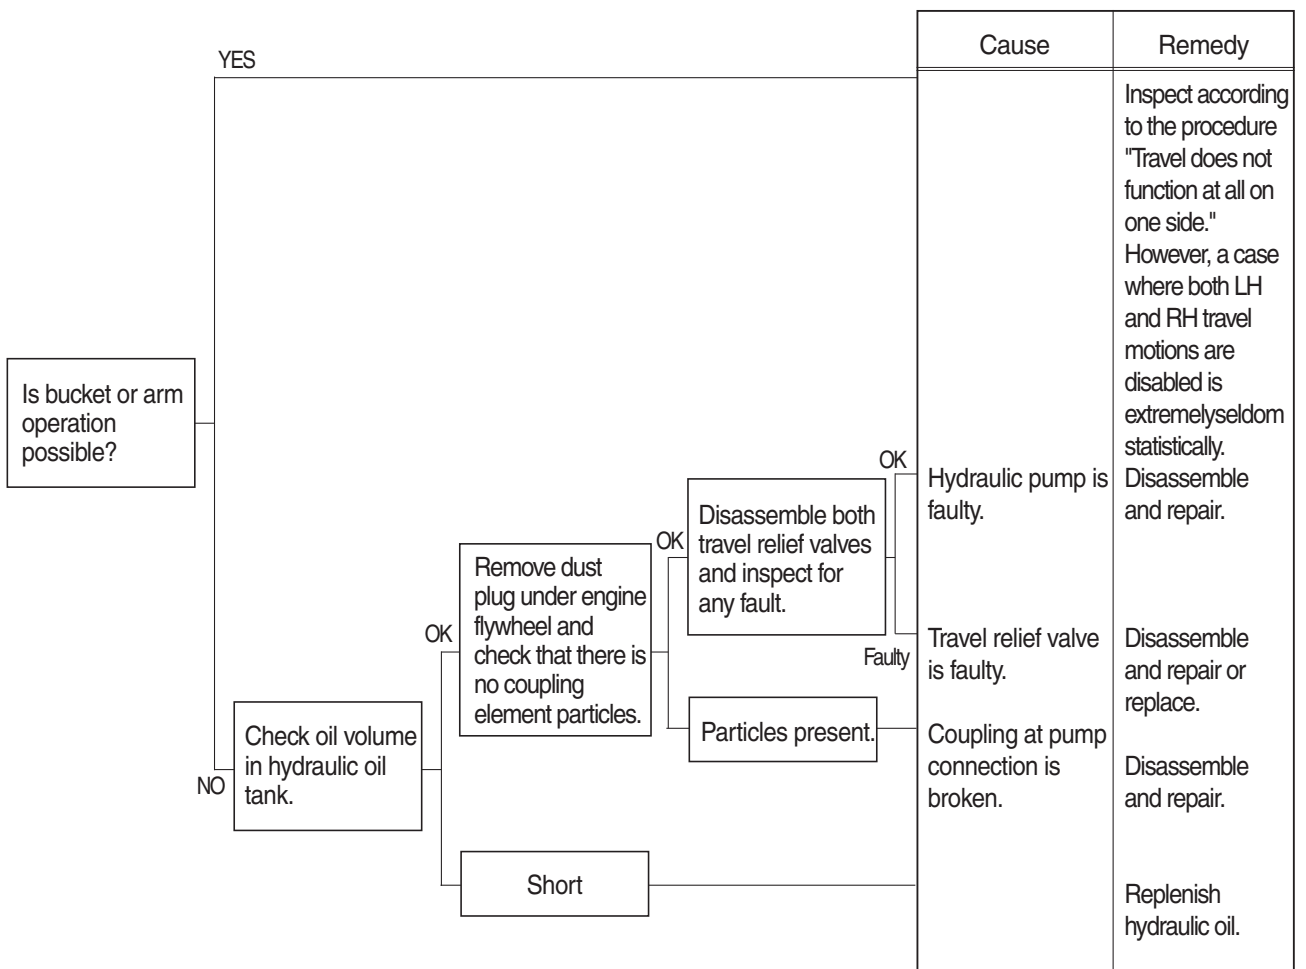 Cause
Remedy
YES
Inspect according
to the procedure
"Travel does not
function at all on
one side."
However, a case
where both LH
and RH travel
motions are
disabled is
extremelyseldom
statistically.
Is bucket or arm
operation
possible?
NO
Check oil volume
in hydraulic oil
tank.
OK
Remove dust
plug under engine
flywheel and
check that there is
no coupling
element particles.
OK
Disassemble both
travel relief valves
and inspect for
any fault.
OK
Hydraulic pump is
faulty.
Disassemble
and repair.
Faulty
Travel relief valve
is faulty.
Disassemble
and repair or
replace.
Particles present.
Coupling at pump
connection is
broken.
Disassemble
and repair.
Short
Replenish
hydraulic oil.